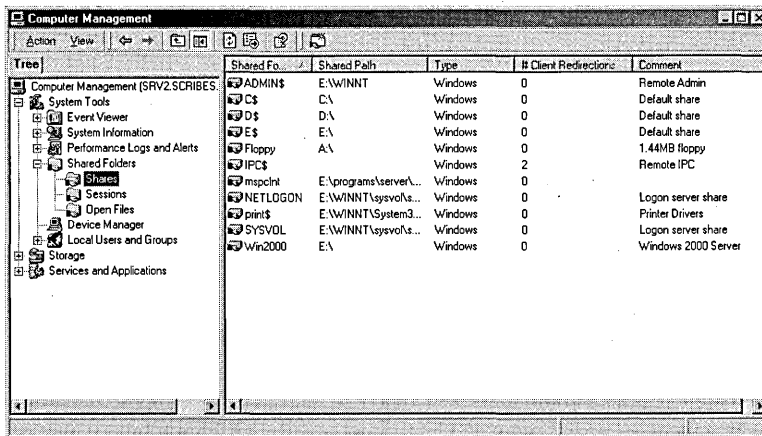 Computer Management
Action View
Tree
Computer Management (SRV2.SCRIBES.
System Tools
Event Viewer
System Information
Performance Logs and Alerts
Shared Folders
Shares
Sessions
Open Files
Device Manager
Local Users and Groups
Storage
Services and Applications
Shared Fo... Shared Path Type # Client Redirections Comment
ADMIN$ E:\WINNT Windows 0 Remote Admin
C$ C:\ Windows 0 Default share
D$ D:\ Windows 0 Default share
E$ E:\ Windows 0 Default share
Floppy A:\ Windows 0 1.44MB floppy
IPC$ Windows 2 Remote IPC
mspclnt E:\programs\server\... Windows 0
NETLOGON E:\WINNT\sysvol\s... Windows 0 Logon server share
print$ E:\WINNT\System3... Windows 0 Printer Drivers
SYSVOL E:\WINNT\sysvol\s... Windows 0 Logon server share
Win2000 E:\ Windows 0 Windows 2000 Server